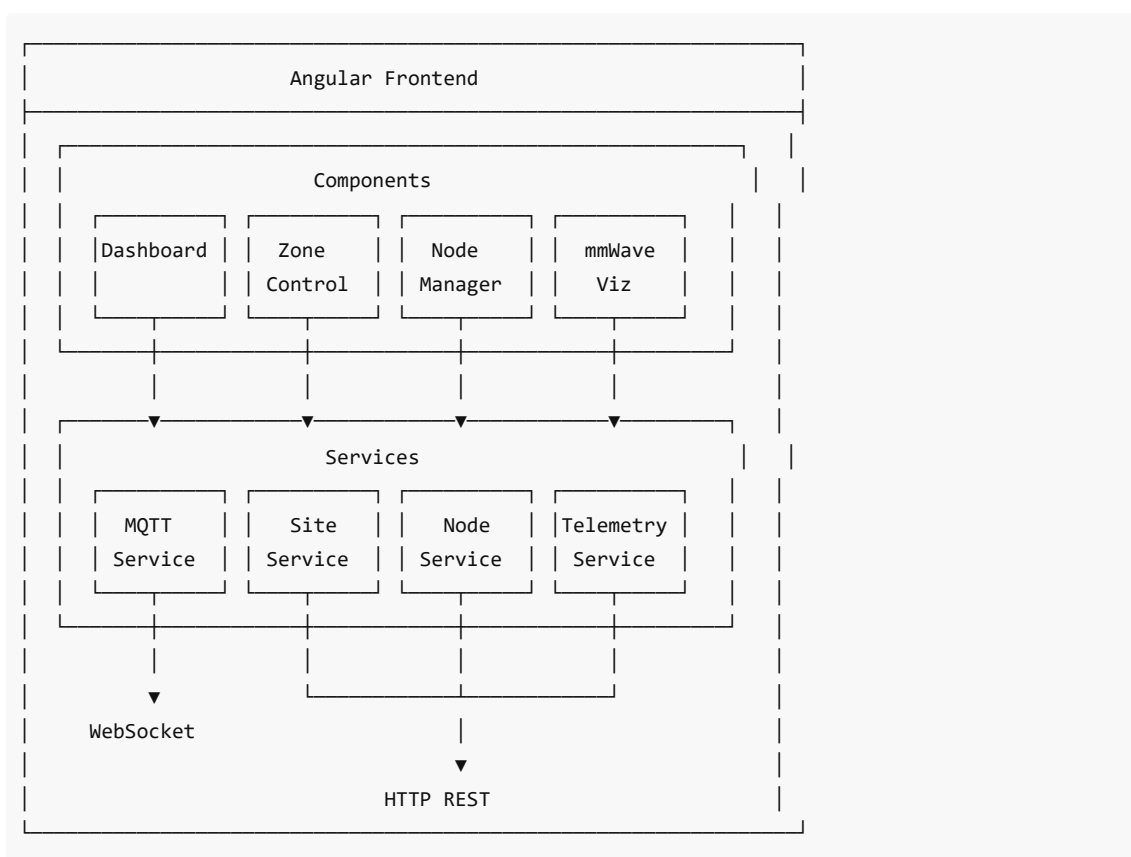 Angular Frontend
Components
Dashboard Zone Node mmWave
Control Manager Viz
Services
MQTT Site Node Telemetry
Service Service Service Service
WebSocket
HTTP REST